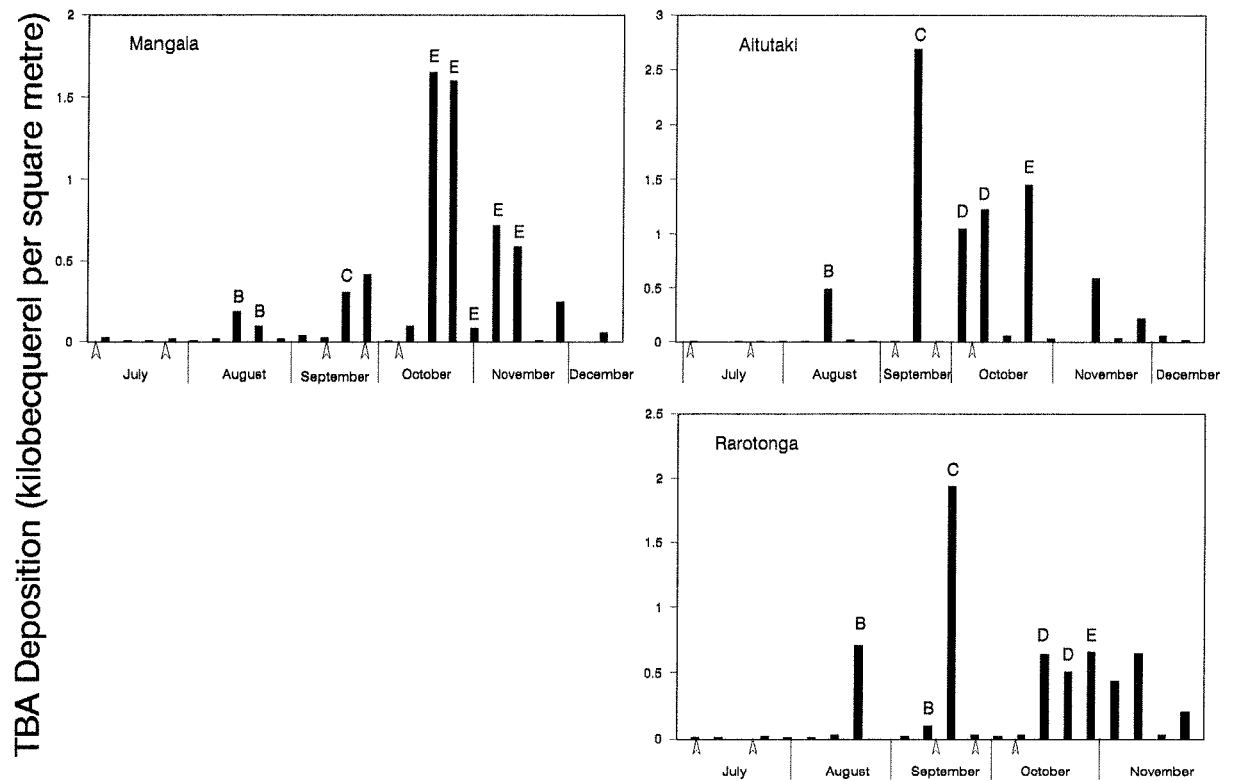 TBA Deposition (kilobecquerel per square metre)
Mangaia
2
1.5
1
0.5
0
B
B
C
E
E
E
E
E
July August September October November December
Aitutaki
3
2.5
2
1.5
1
0.5
0
B
C
D
D
E
July August September October November December
Rarotonga
2.5
2
1.5
1
0.5
0
B
B
C
D
D
E
July August September October November